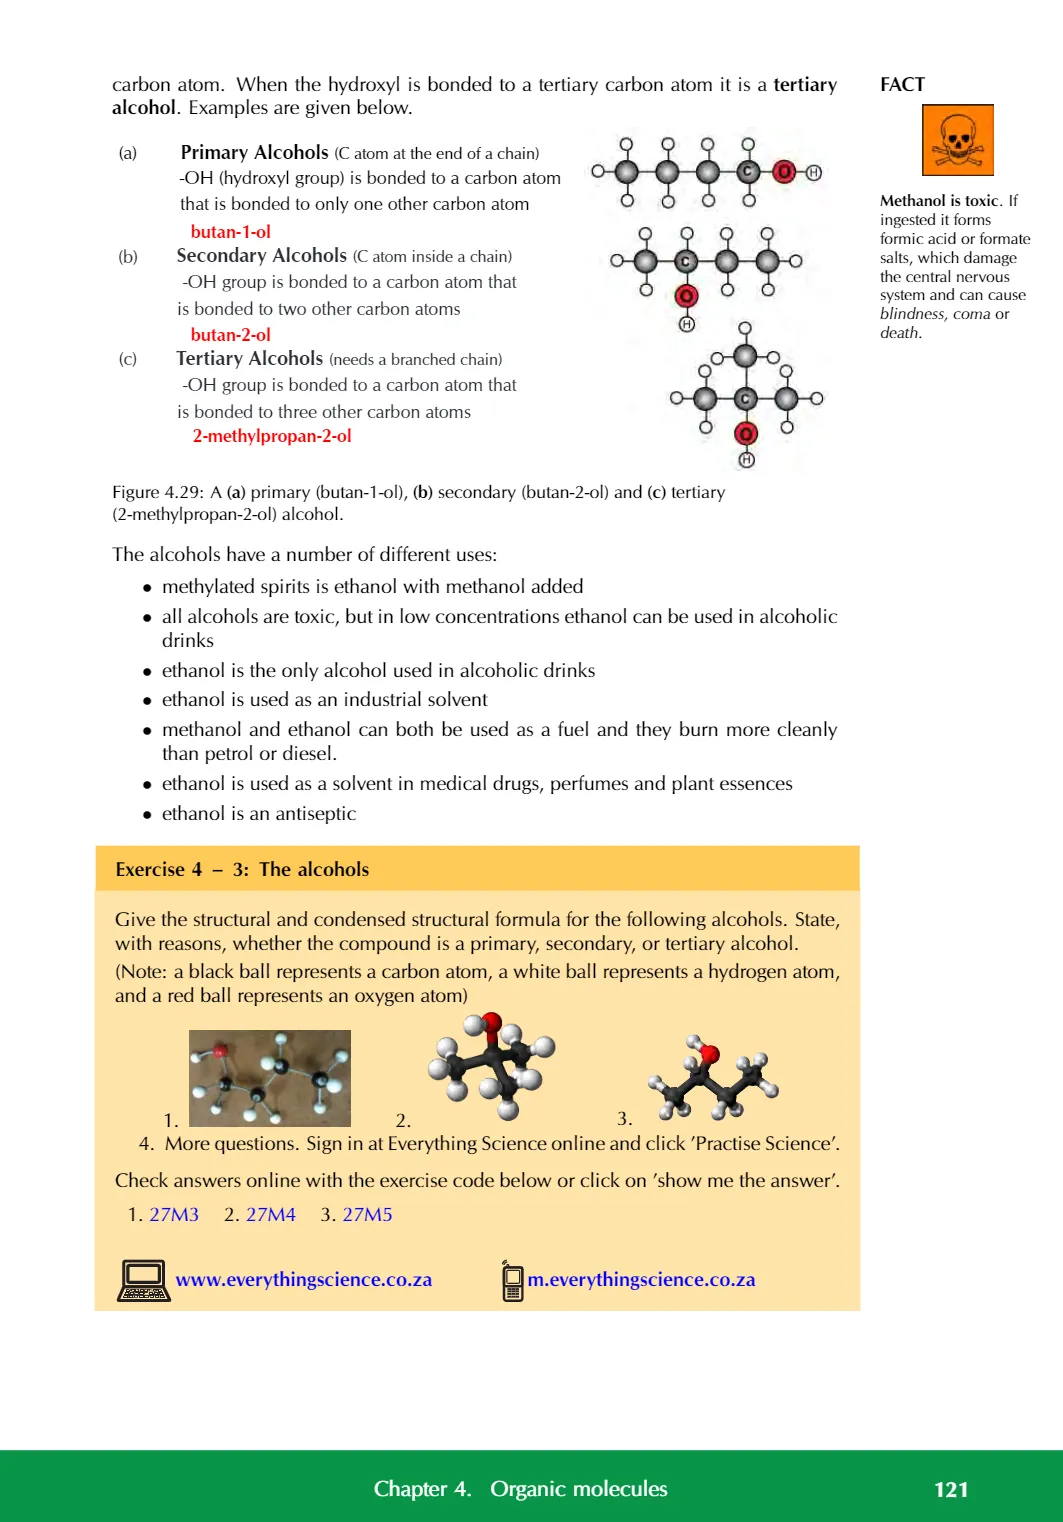 carbon atom. When the hydroxyl is bonded to a tertiary carbon atom it is a tertiary
alcohol. Examples are given below.
FACT
Methanol is toxic. If
ingested it forms
formic acid or formate
salts, which damage
the central nervous
system and can cause
blindness, coma or
death.
(a) Primary Alcohols (C atom at the end of a chain)
-OH (hydroxyl group) is bonded to a carbon atom
that is bonded to only one other carbon atom
butan-1-ol
C O H
(b) Secondary Alcohols (C atom inside a chain)
-OH group is bonded to a carbon atom that
is bonded to two other carbon atoms
butan-2-ol
C
O
H
(c) Tertiary Alcohols (needs a branched chain)
-OH group is bonded to a carbon atom that
is bonded to three other carbon atoms
2-methylpropan-2-ol
C
O
H
Figure 4.29: A (a) primary (butan-1-ol), (b) secondary (butan-2-ol) and (c) tertiary
(2-methylpropan-2-ol) alcohol.
The alcohols have a number of different uses:
• methylated spirits is ethanol with methanol added
• all alcohols are toxic, but in low concentrations ethanol can be used in alcoholic
drinks
• ethanol is the only alcohol used in alcoholic drinks
• ethanol is used as an industrial solvent
• methanol and ethanol can both be used as a fuel and they burn more cleanly
than petrol or diesel.
• ethanol is used as a solvent in medical drugs, perfumes and plant essences
• ethanol is an antiseptic
Exercise 4 – 3: The alcohols
Give the structural and condensed structural formula for the following alcohols. State,
with reasons, whether the compound is a primary, secondary, or tertiary alcohol.
(Note: a black ball represents a carbon atom, a white ball represents a hydrogen atom,
and a red ball represents an oxygen atom)
1. 2. 3.
4. More questions. Sign in at Everything Science online and click ’Practise Science’.
Check answers online with the exercise code below or click on ’show me the answer’.
1. 27M3 2. 27M4 3. 27M5
www.everythingscience.co.za m.everythingscience.co.za
Chapter 4. Organic molecules 121